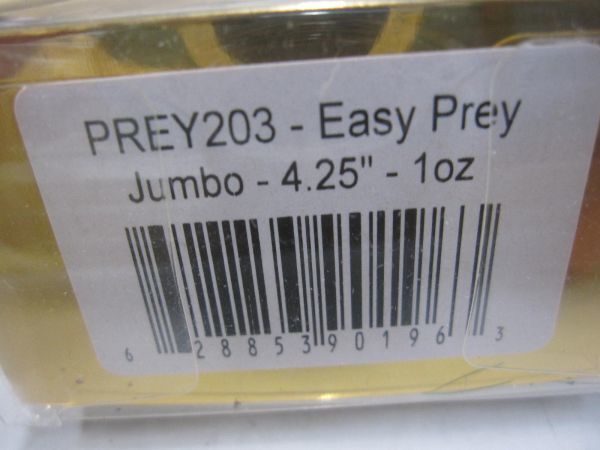 PREY203 - Easy Prey
Jumbo - 4.25" - 1oz
6 28853 90196 3